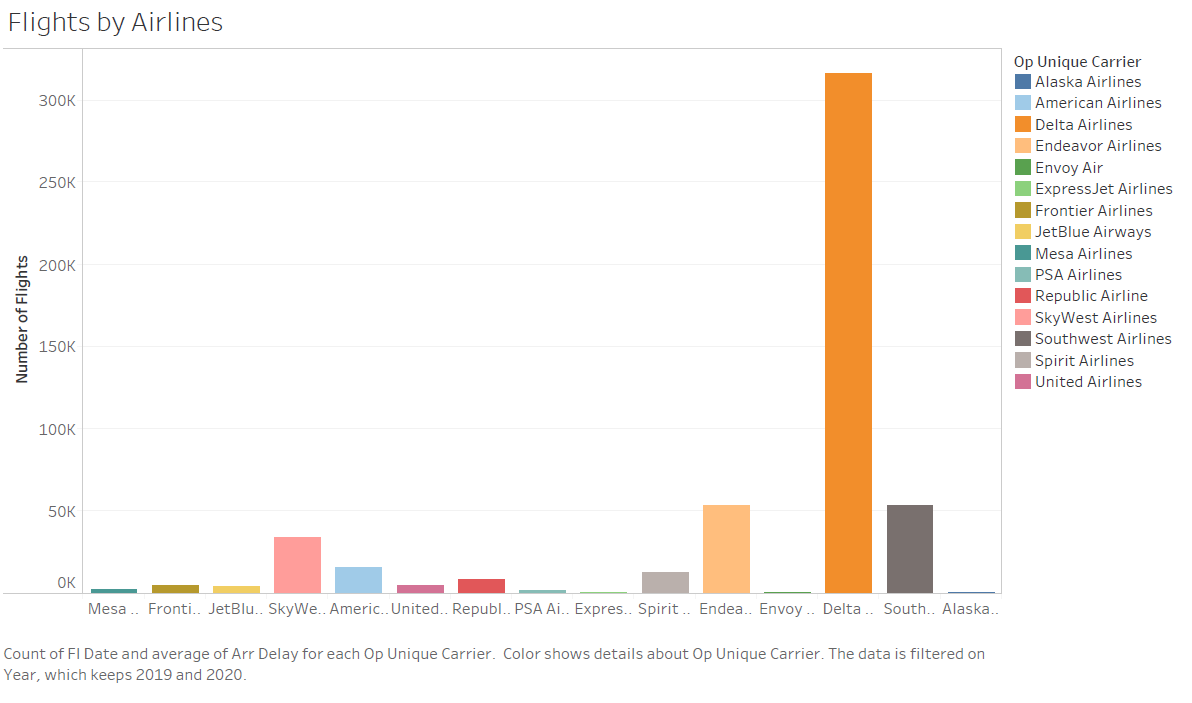 Flights by Airlines
Number of Flights
300K
250K
200K
150K
100K
50K
0K
Mesa ..
Fronti..
JetBlu..
SkyWe..
Americ..
United..
Republ..
PSA Ai..
Expres..
Spirit ..
Endea..
Envoy ..
Delta ..
South..
Alaska..
Op Unique Carrier
Alaska Airlines
American Airlines
Delta Airlines
Endeavor Airlines
Envoy Air
ExpressJet Airlines
Frontier Airlines
JetBlue Airways
Mesa Airlines
PSA Airlines
Republic Airline
SkyWest Airlines
Southwest Airlines
Spirit Airlines
United Airlines
Count of Fl Date and average of Arr Delay for each Op Unique Carrier.  Color shows details about Op Unique Carrier. The data is filtered on
Year, which keeps 2019 and 2020.